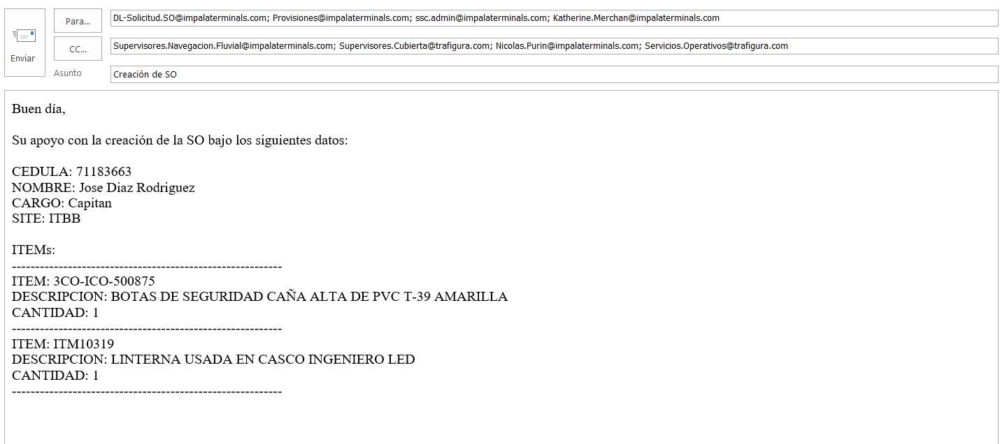 Para...
DL-Solicitud.SO@impalaterminals.com; Provisiones@impalaterminals.com; ssc.admin@impalaterminals.com; Katherine.Merchan@impalaterminals.com
Enviar
CC...
Supervisores.Navegacion.Fluvial@impalaterminals.com; Supervisores.Cubierta@trafigura.com; Nicolas.Purin@impalaterminals.com; Servicios.Operativos@trafigura.com
Asunto
Creación de SO
Buen día,
Su apoyo con la creación de la SO bajo los siguientes datos:
CEDULA: 71183663
NOMBRE: Jose Diaz Rodriguez
CARGO: Capitan
SITE: ITBB
ITEMs:
----------------------------------------------------------
ITEM: 3CO-ICO-500875
DESCRIPCION: BOTAS DE SEGURIDAD CAÑA ALTA DE PVC T-39 AMARILLA
CANTIDAD: 1
----------------------------------------------------------
ITEM: ITM10319
DESCRIPCION: LINTERNA USADA EN CASCO INGENIERO LED
CANTIDAD: 1
----------------------------------------------------------